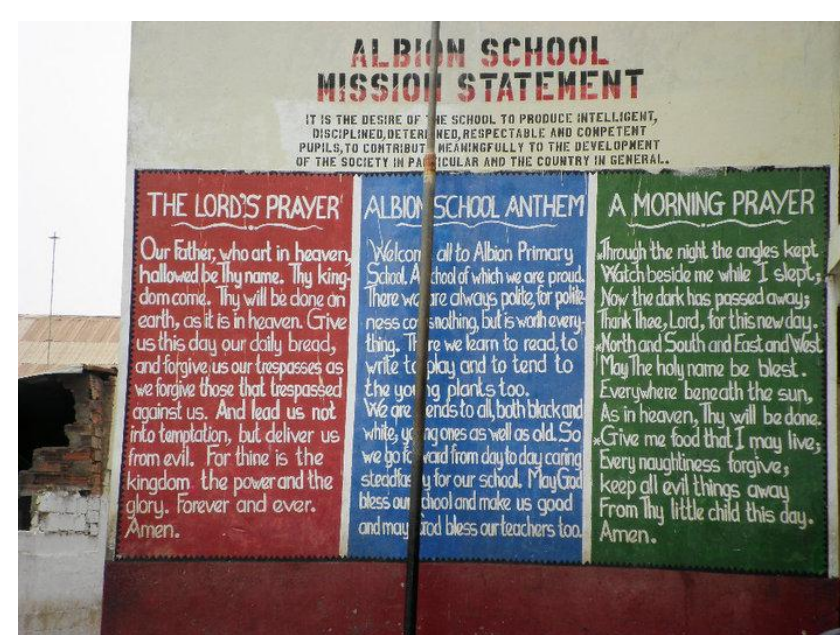 ALBION SCHOOL
MISSION STATEMENT
IT IS THE DESIRE OF THE SCHOOL TO PRODUCE INTELLIGENT,
DISCIPLINED, DETERMINED, RESPECTABLE AND COMPETENT
PUPILS, TO CONTRIBUTE MEANINGFULLY TO THE DEVELOPMENT
OF THE SOCIETY IN PARTICULAR AND THE COUNTRY IN GENERAL.
THE LORD'S PRAYER
Our Father, who art in heaven,
hallowed be Thy name. Thy king-
dom come. Thy will be done on
earth, as it is in heaven. Give
us this day our daily bread,
and forgive us our trespasses as
we forgive those that trespassed
against us. And lead us not
into temptation, but deliver us
from evil. For thine is the
kingdom the power and the
glory. Forever and ever.
Amen.
ALBION SCHOOL ANTHEM
Welcome all to Albion Primary
School. A school of which we are proud.
There we are always polite, for polite-
ness costs nothing, but is worth every-
thing. There we learn to read, to
write to play and to tend to
the young plants too.
We are friends to all, both black and
white, young ones as well as old. So
we go forward from day to day caring
steadfastly for our school. May God
bless our school and make us good
and may God bless our teachers too.
A MORNING PRAYER
*Through the night the angles kept
Watch beside me while I slept;
Now the dark has passed away;
Thank Thee, Lord, for this new day.
*North and South and East and West
May The holy name be blest.
Everywhere beneath the sun,
As in heaven, Thy will be done.
*Give me food that I may live;
Every naughtiness forgive;
keep all evil things away
From Thy little child this day.
Amen.